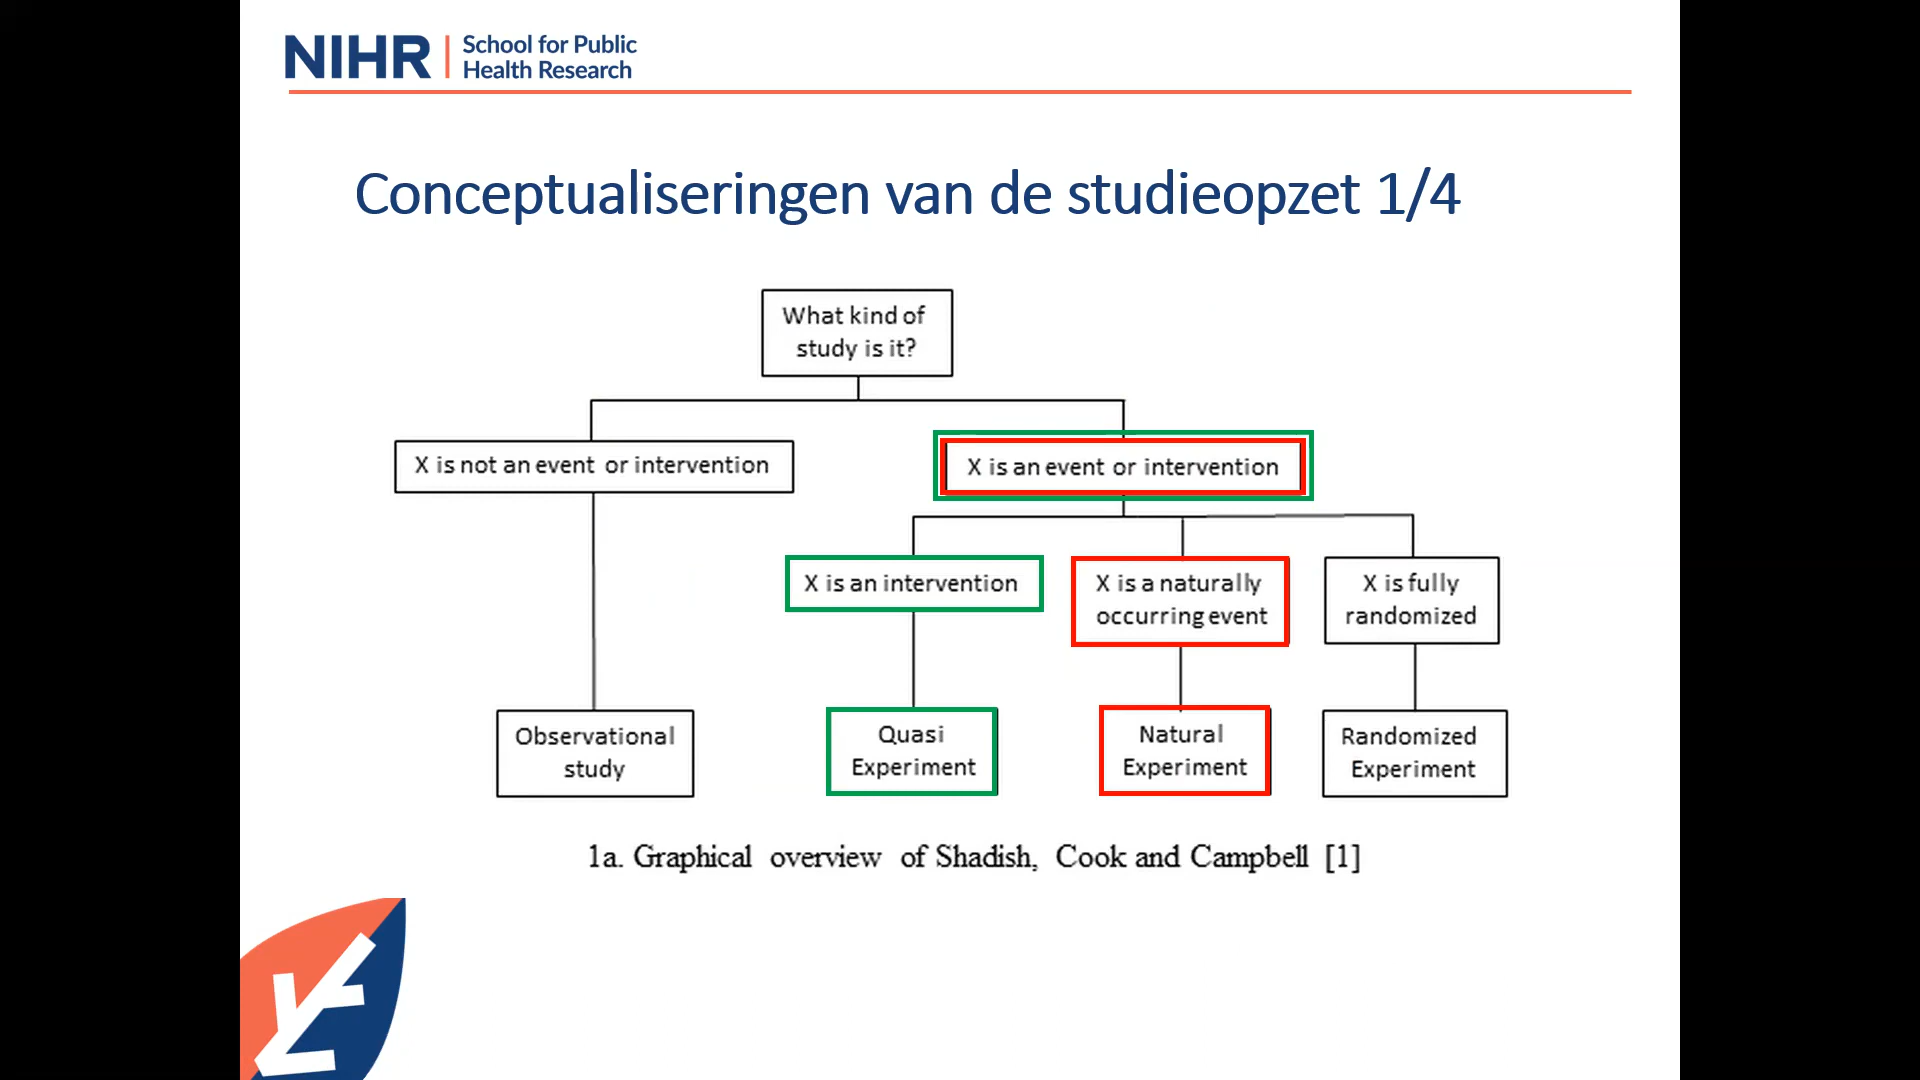 NIHR
School for Public
Health Research
Conceptualiseringen van de studieopzet 1/4
What kind of
study is it?
X is not an event or intervention
X is an event or intervention
X is an intervention
X is a naturally
occurring event
X is fully
randomized
Observational
study
Quasi
Experiment
Natural
Experiment
Randomized
Experiment
1a. Graphical overview of Shadish, Cook and Campbell [1]